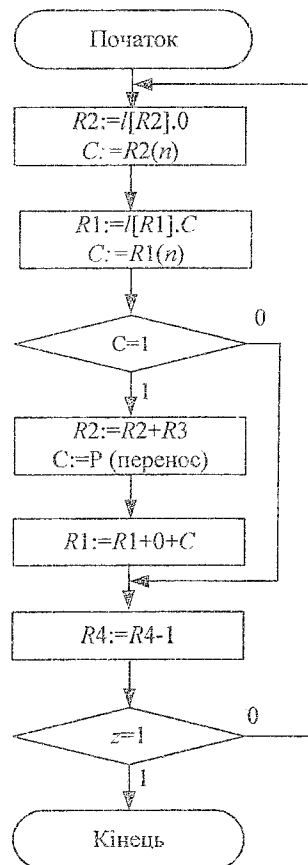 Початок
R2:=l[R2].0
C:=R2(n)
R1:=l[R1].C
C:=R1(n)
C=1
0
1
R2:=R2+R3
C:=P (перенос)
R1:=R1+0+C
R4:=R4-1
z=1
0
1
Кінець